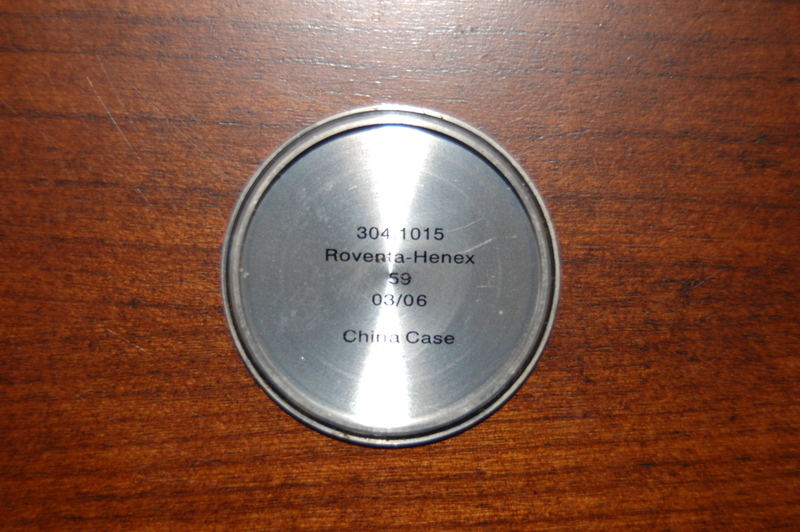 304.1015
Roventa-Henex
59
03/06
China Case